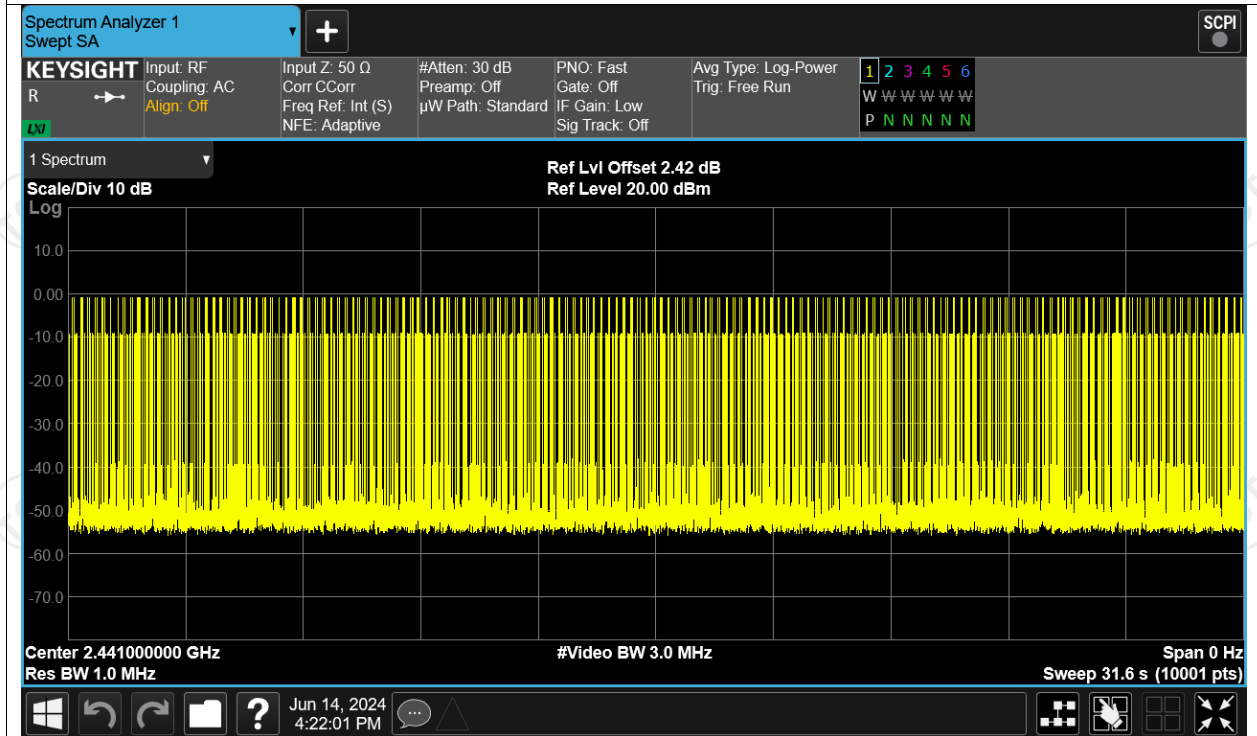 Spectrum Analyzer 1
Swept SA
▼
+
SCPI
KEYSIGHT
R
LXI
Input: RF
Coupling: AC
Align: Off
Input Z: 50 Ω
Corr CCorr
Freq Ref: Int (S)
NFE: Adaptive
#Atten: 30 dB
Preamp: Off
µW Path: Standard
PNO: Fast
Gate: Off
IF Gain: Low
Sig Track: Off
Avg Type: Log-Power
Trig: Free Run
1 2 3 4 5 6
W W W W W W
P N N N N N
1 Spectrum ▼
Scale/Div 10 dB
Ref Lvl Offset 2.42 dB
Ref Level 20.00 dBm
Log
10.0
0.00
-10.0
-20.0
-30.0
-40.0
-50.0
-60.0
-70.0
Center 2.441000000 GHz
Res BW 1.0 MHz
#Video BW 3.0 MHz
Span 0 Hz
Sweep 31.6 s (10001 pts)
?
Jun 14, 2024
4:22:01 PM